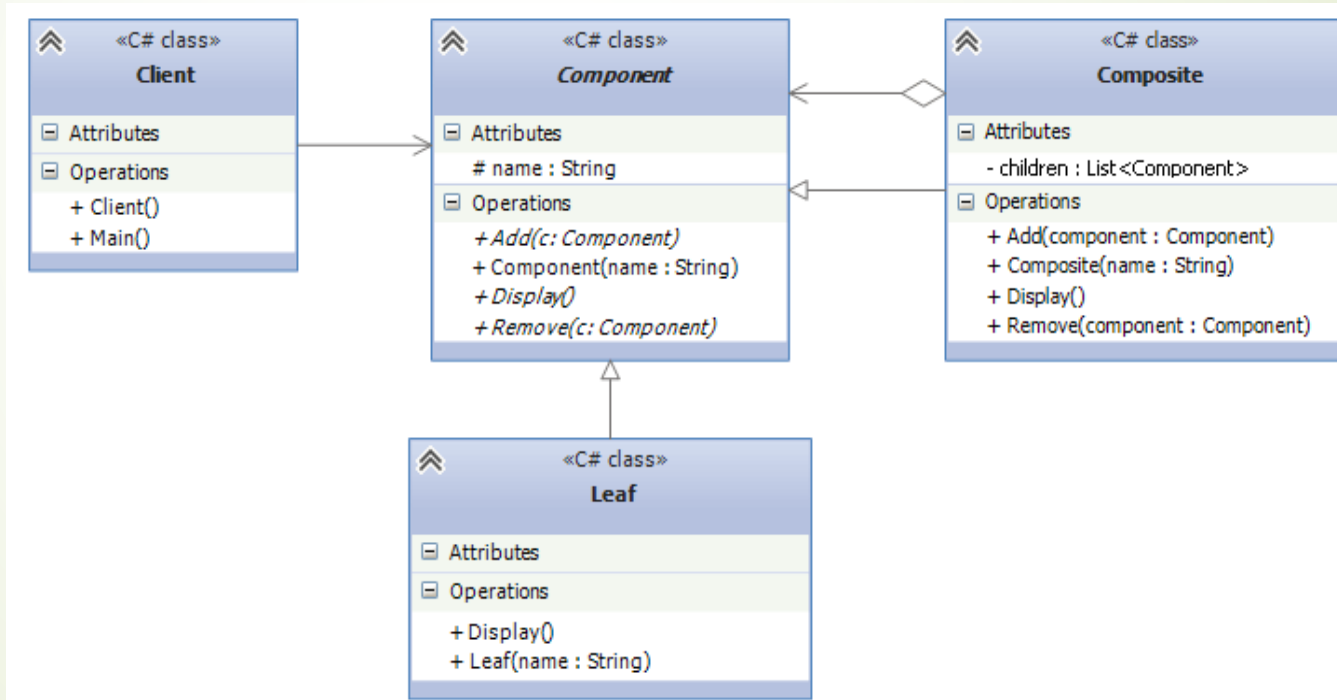 «C# class»
Client
Attributes
Operations
+ Client()
+ Main()
«C# class»
Component
Attributes
# name : String
Operations
+ Add(c: Component)
+ Component(name : String)
+ Display()
+ Remove(c: Component)
«C# class»
Composite
Attributes
- children : List<Component>
Operations
+ Add(component : Component)
+ Composite(name : String)
+ Display()
+ Remove(component : Component)
«C# class»
Leaf
Attributes
Operations
+ Display()
+ Leaf(name : String)